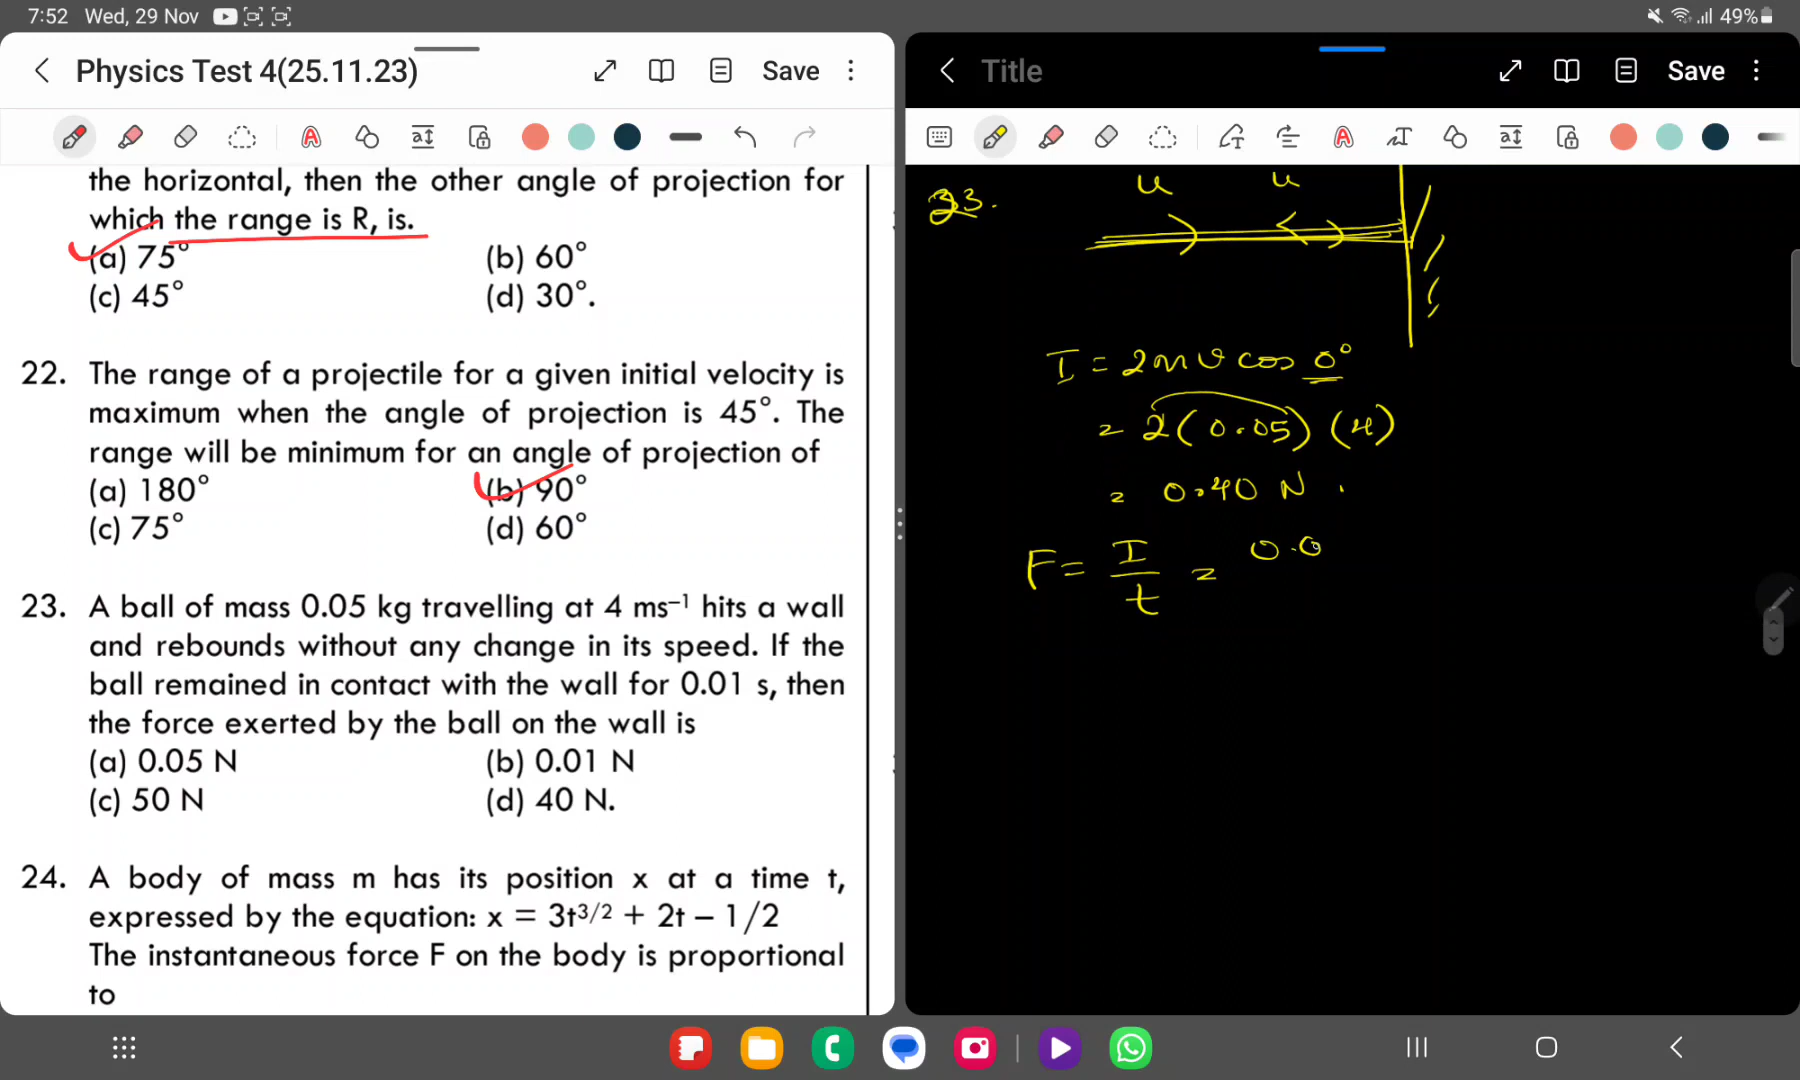 7:52 Wed, 29 Nov
49%
Physics Test 4(25.11.23)
Save
the horizontal, then the other angle of projection for
which the range is R, is.
(a) 75° (b) 60°
(c) 45° (d) 30°.
22. The range of a projectile for a given initial velocity is
maximum when the angle of projection is 45°. The
range will be minimum for an angle of projection of
(a) 180° (b) 90°
(c) 75° (d) 60°
23. A ball of mass 0.05 kg travelling at 4 ms⁻¹ hits a wall
and rebounds without any change in its speed. If the
ball remained in contact with the wall for 0.01 s, then
the force exerted by the ball on the wall is
(a) 0.05 N (b) 0.01 N
(c) 50 N (d) 40 N.
24. A body of mass m has its position x at a time t,
expressed by the equation: x = 3t³/² + 2t – 1/2
The instantaneous force F on the body is proportional
to
Title
Save
23.
u u
I = 2mv cos 0°
= 2(0.05)(4)
= 0.40 N.
F = I/t = 0.0